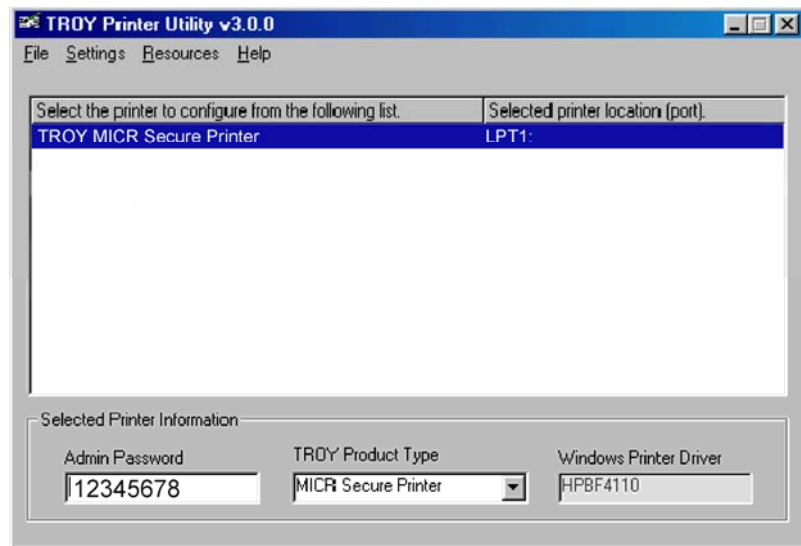 TROY Printer Utility v3.0.0
File Settings Resources Help
Select the printer to configure from the following list. Selected printer location (port).
TROY MICR Secure Printer LPT1:
Selected Printer Information
Admin Password TROY Product Type Windows Printer Driver
12345678 MICR Secure Printer HPBF4110